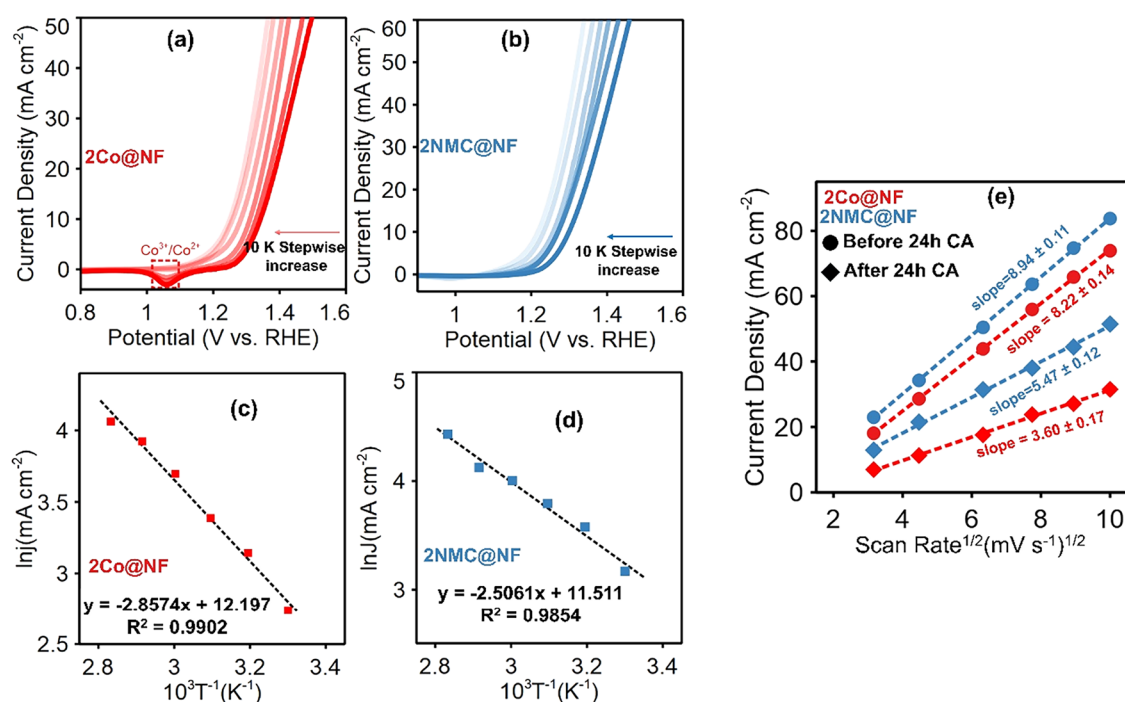 (a)
Current Density (mA cm⁻²)
50
40
30
20
10
0
2Co@NF
Co³⁺/Co²⁺
10 K Stepwise
increase
0.8
1
1.2
1.4
1.6
Potential (V vs. RHE)
(b)
Current Density (mA cm⁻²)
60
50
40
30
20
10
0
2NMC@NF
10 K Stepwise
increase
1
1.2
1.4
1.6
Potential (V vs. RHE)
(c)
lnj(mA cm⁻²)
4
3.5
3
2.5
2Co@NF
y = -2.8574x + 12.197
R² = 0.9902
2.8
3
3.2
3.4
10³T⁻¹(K⁻¹)
(d)
lnJ(mA cm⁻²)
5
4
3
2NMC@NF
y = -2.5061x + 11.511
R² = 0.9854
2.8
3
3.2
3.4
10³T⁻¹(K⁻¹)
(e)
Current Density (mA cm⁻²)
80
60
40
20
0
2Co@NF
2NMC@NF
Before 24h CA
After 24h CA
slope=8.94 ± 0.11
slope = 8.22 ± 0.14
slope=5.47 ± 0.12
slope = 3.60 ± 0.17
2
4
6
8
10
Scan Rate¹ᐟ²(mV s⁻¹)¹ᐟ²